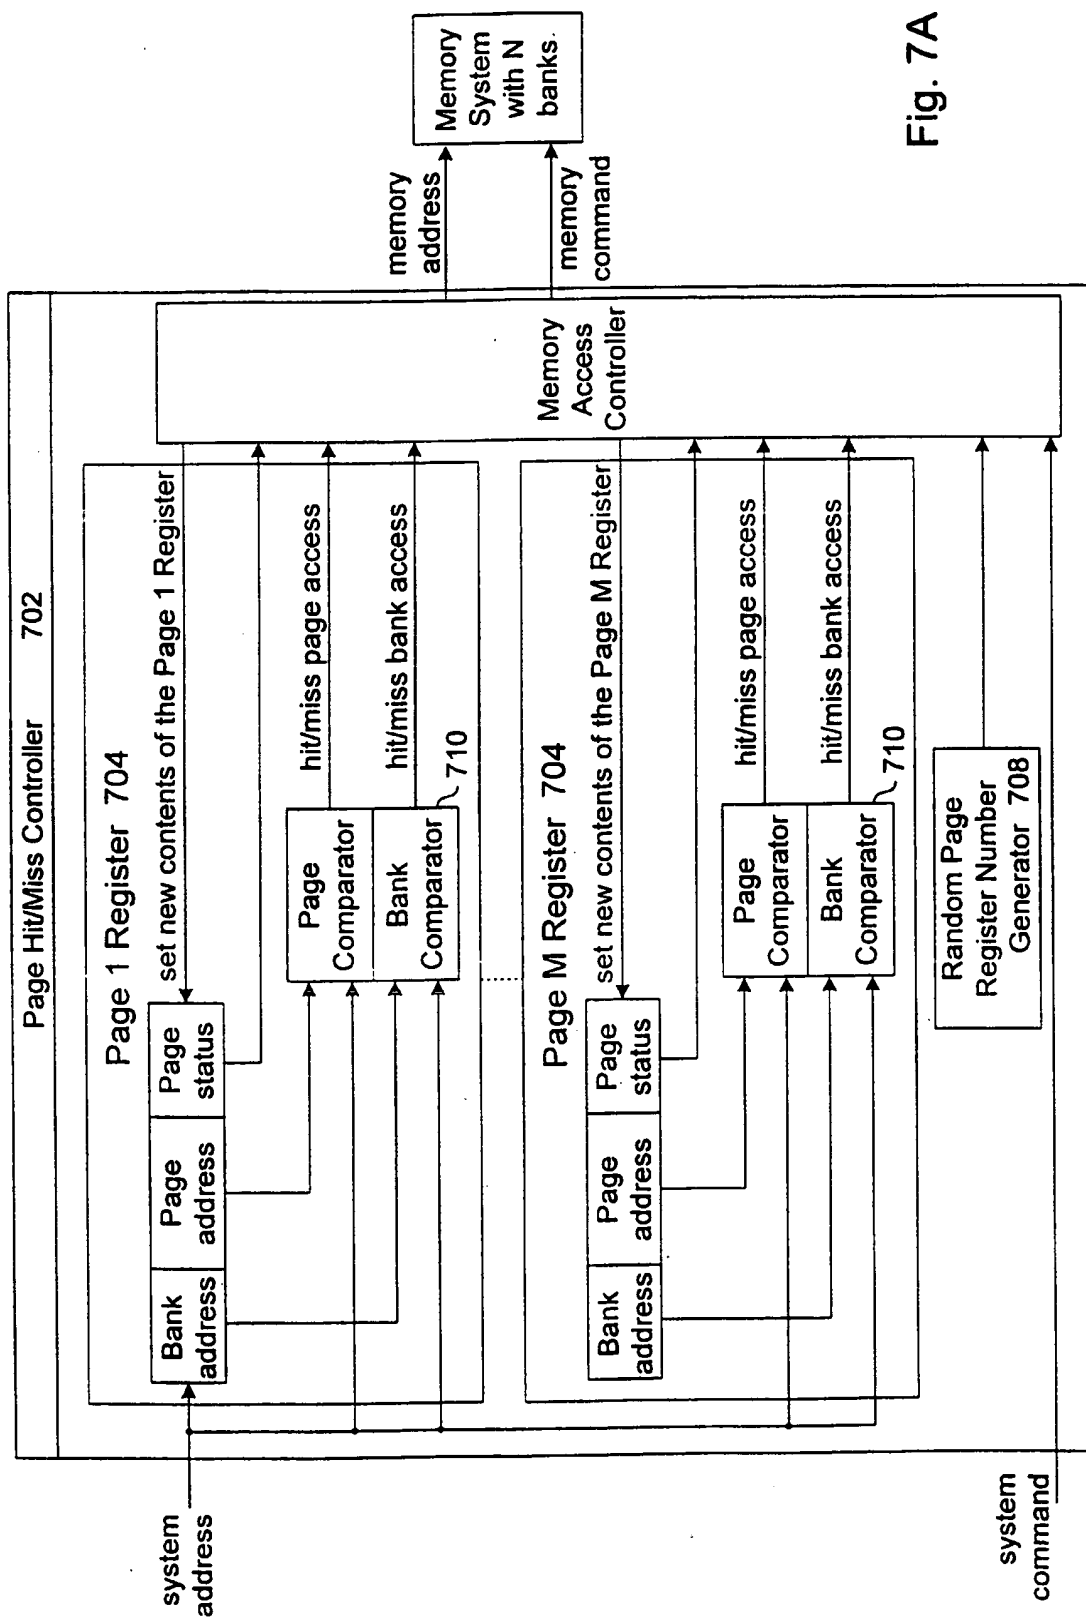 Page Hit/Miss Controller 702
system
address
Page 1 Register 704
set new contents of the Page 1 Register
Bank
address
Page
address
Page
status
Page
Comparator
Bank
Comparator
710
hit/miss page access
hit/miss bank access
Page M Register 704
set new contents of the Page M Register
Bank
address
Page
address
Page
status
Page
Comparator
Bank
Comparator
710
hit/miss page access
hit/miss bank access
Random Page
Register Number
Generator 708
system
command
Memory
Access
Controller
memory
address
memory
command
Memory
System
with N
banks.
Fig. 7A